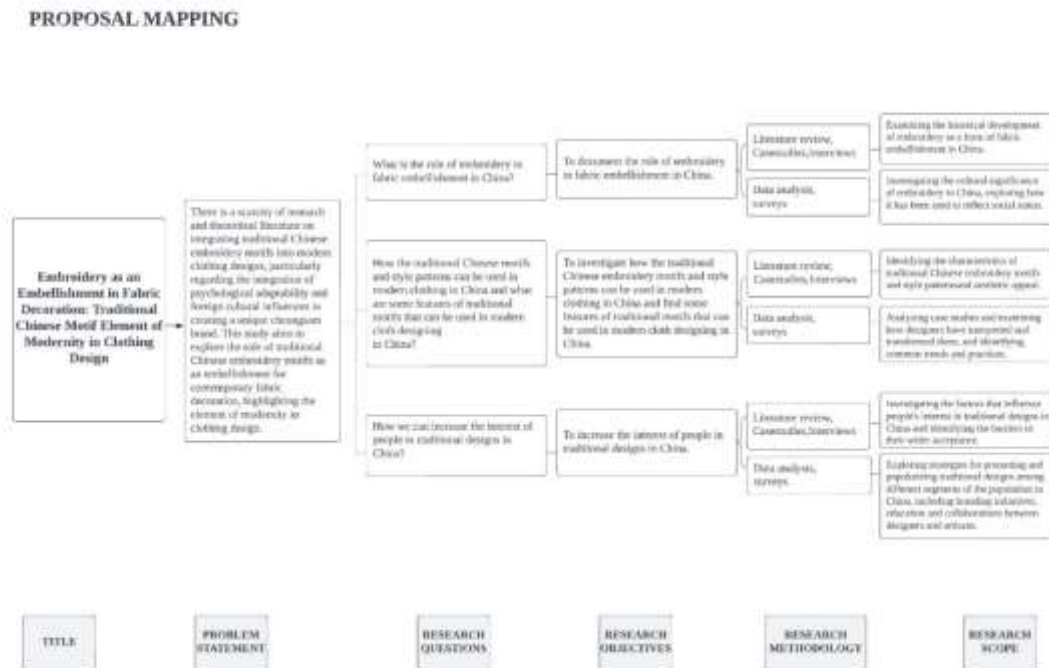 PROPOSAL MAPPING
Embroidery as an
Embellishment in Fabric
Decoration: Traditional
Chinese Motif Element of
Modernity in Clothing
Design
There is a scarcity of research
and theoretical literature on
integrating traditional Chinese
embroidery motifs into modern
clothing designs, particularly
regarding the integration of
psychological adaptability and
foreign cultural influences in
creating a unique cheongsam
brand. This study aims to
explore the role of traditional
Chinese embroidery motifs as
an embellishment for
contemporary fabric
decoration, highlighting the
element of modernity in
clothing design.
What is the role of embroidery in
fabric embellishment in China?
How the traditional Chinese motifs
and style patterns can be used in
modern clothing in China and what
are some features of traditional
motifs that can be used in modern
cloth designing
in China?
How we can increase the interest of
people in traditional designs in
China?
To document the role of embroidery
in fabric embellishment in China.
To investigate how the traditional
Chinese embroidery motifs and style
patterns can be used in modern
clothing in China and find some
features of traditional motifs that can
be used in modern cloth designing in
China.
To increase the interest of people in
traditional designs in China.
Literature review,
Casestudies,Interviews
Data analysis,
surveys
Literature review,
Casestudies,Interviews
Data analysis,
surveys
Literature review,
Casestudies,Interviews
Data analysis,
surveys
Examining the historical development
of embroidery as a form of fabric
embellishment in China.
Investigating the cultural significance
of embroidery in China, exploring how
it has been used to reflect social status.
Identifying the characteristics of
traditional Chinese embroidery motifs
and style patterns and aesthetic appeal.
Analyzing case studies and examining
how designers have interpreted and
transformed them, and identifying
common trends and practices.
Investigating the factors that influence
people's interest in traditional designs in
China and identifying the barriers to
their wider acceptance.
Exploring strategies for promoting and
popularizing traditional designs among
different segments of the population in
China, including branding initiatives,
education and collaborations between
designers and artisans.
TITLE
PROBLEM
STATEMENT
RESEARCH
QUESTIONS
RESEARCH
OBJECTIVES
RESEARCH
METHODOLOGY
RESEARCH
SCOPE